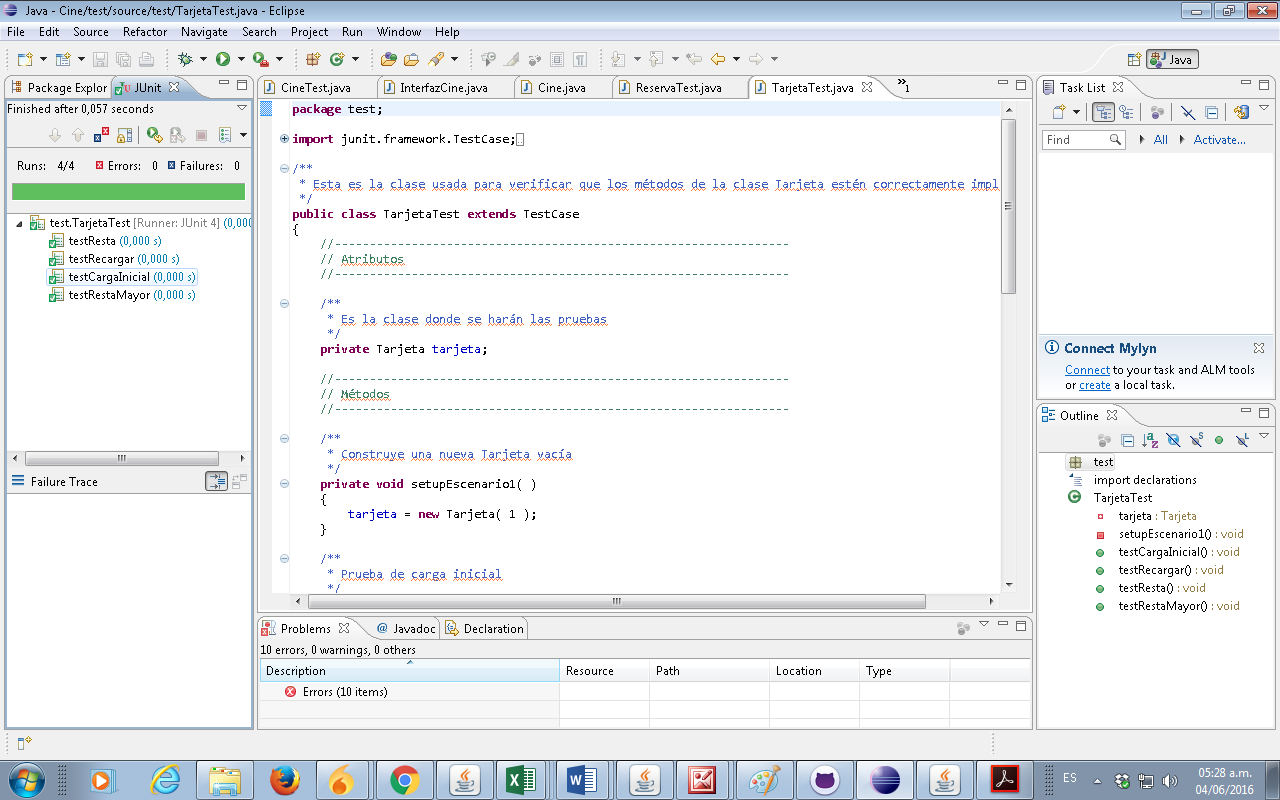 Java - Cine/test/source/test/TarjetaTest.java - Eclipse
File Edit Source Refactor Navigate Search Project Run Window Help
Java
Package Explor
JUnit
Finished after 0,057 seconds
Runs: 4/4 Errors: 0 Failures: 0
test.TarjetaTest [Runner: JUnit 4] (0,000
testResta (0,000 s)
testRecargar (0,000 s)
testCargaInicial (0,000 s)
testRestaMayor (0,000 s)
Failure Trace
CineTest.java InterfazCine.java Cine.java ReservaTest.java TarjetaTest.java »1
package test;
import junit.framework.TestCase;
/**
* Esta es la clase usada para verificar que los métodos de la clase Tarjeta estén correctamente impl
*/
public class TarjetaTest extends TestCase
{
//-----------------------------------------------------------------
// Atributos
//-----------------------------------------------------------------
/**
* Es la clase donde se harán las pruebas
*/
private Tarjeta tarjeta;
//-----------------------------------------------------------------
// Métodos
//-----------------------------------------------------------------
/**
* Construye una nueva Tarjeta vacía
*/
private void setupEscenario1( )
{
tarjeta = new Tarjeta( 1 );
}
/**
* Prueba de carga inicial
*/
Problems @ Javadoc Declaration
10 errors, 0 warnings, 0 others
Description Resource Path Location Type
Errors (10 items)
Task List
Find All Activate...
Connect Mylyn
Connect to your task and ALM tools
or create a local task.
Outline
test
import declarations
TarjetaTest
tarjeta : Tarjeta
setupEscenario1() : void
testCargaInicial() : void
testRecargar() : void
testResta() : void
testRestaMayor() : void
ES
05:28 a.m.
04/06/2016